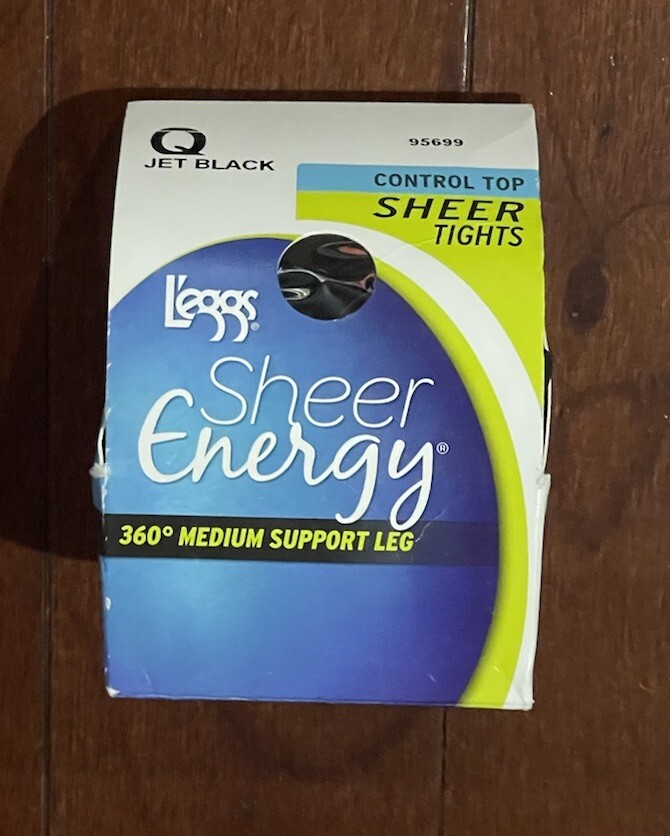 Q
JET BLACK
95699
CONTROL TOP
SHEER
TIGHTS
L'eggs®
Sheer
Energy®
360° MEDIUM SUPPORT LEG